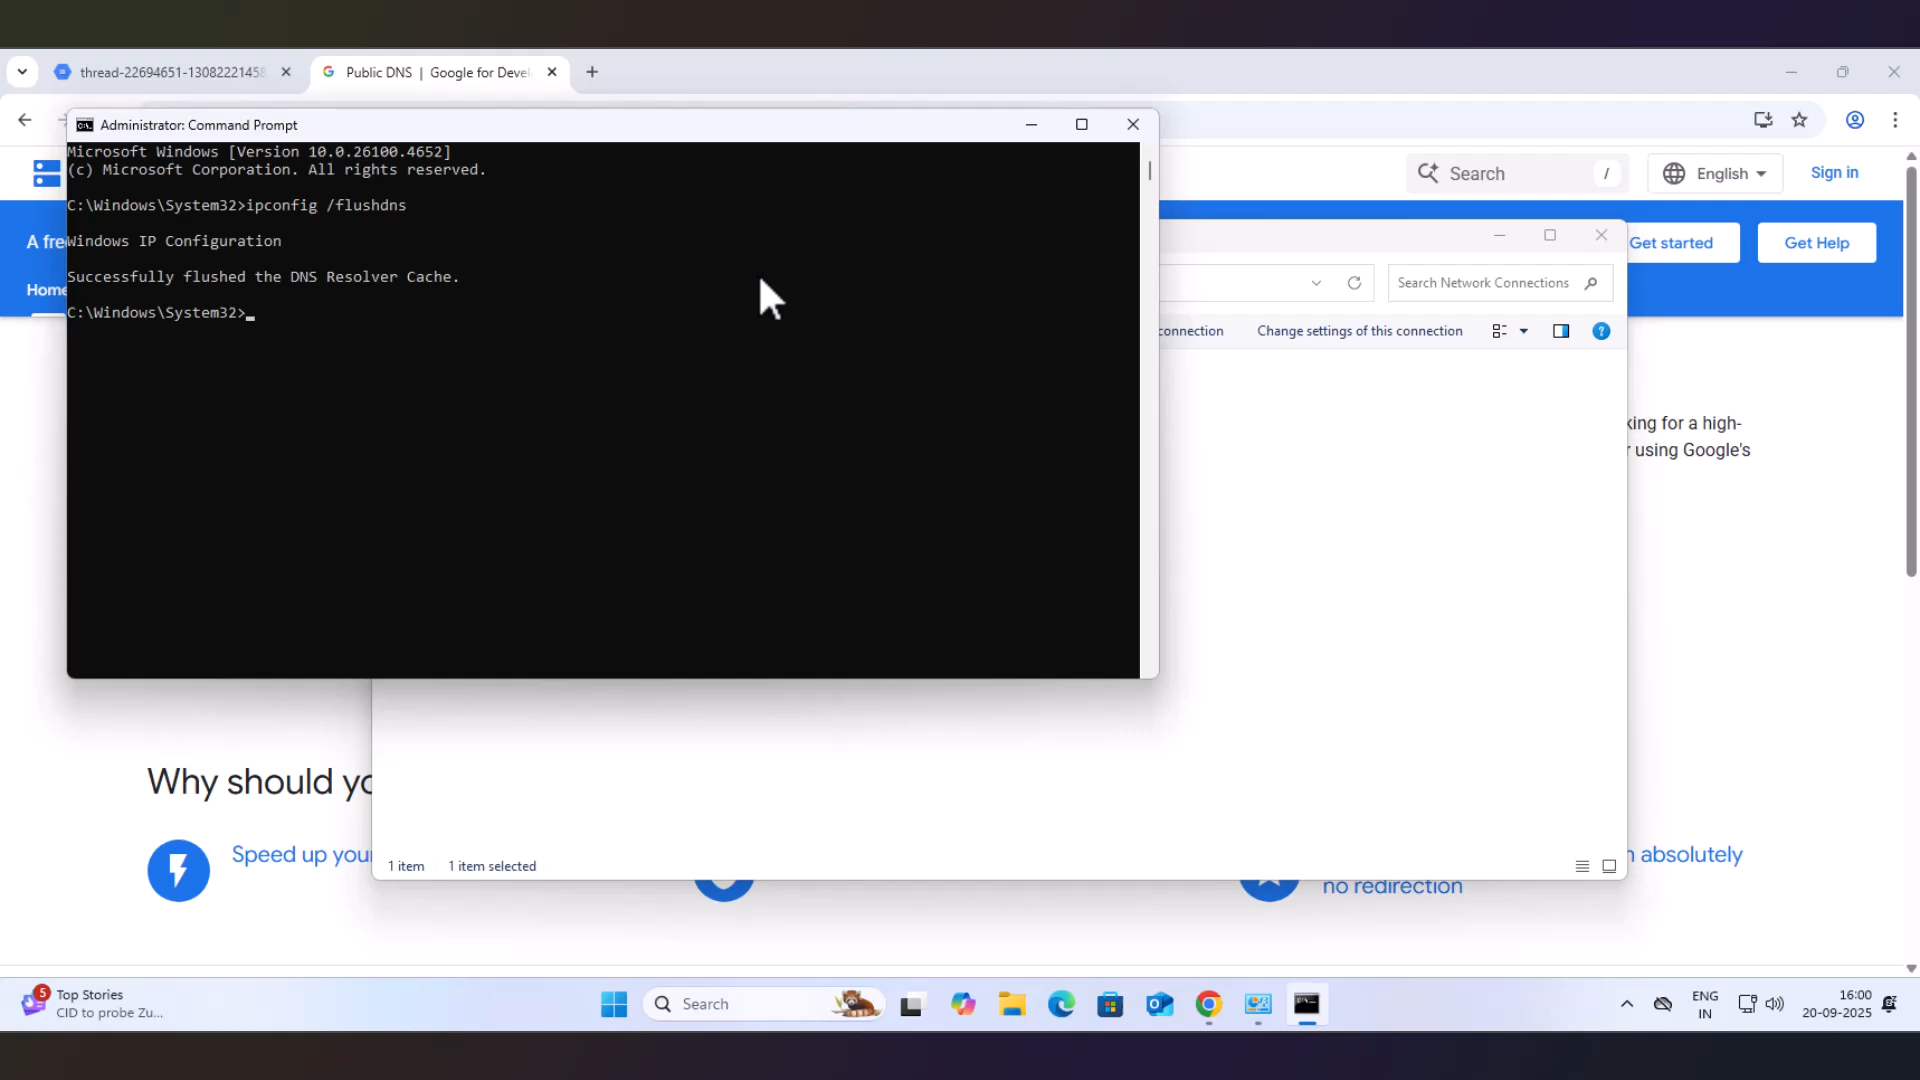 thread-22694651-13082221458
Public DNS | Google for Devel
Administrator: Command Prompt
Microsoft Windows [Version 10.0.26100.4652]
(c) Microsoft Corporation. All rights reserved.
C:\Windows\System32>ipconfig /flushdns
Windows IP Configuration
Successfully flushed the DNS Resolver Cache.
C:\Windows\System32>
Search
/
English
Sign in
A fre
Get started
Get Help
Home
Search Network Connections
connection
Change settings of this connection
?
king for a high-
r using Google's
Why should yo
Speed up your
1 item
1 item selected
n absolutely
no redirection
5
Top Stories
CID to probe Zu...
Search
ENG
IN
16:00
20-09-2025